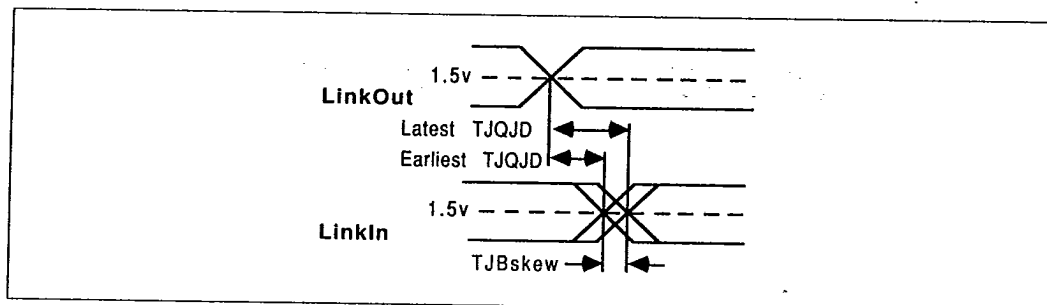 1.5v
LinkOut
Latest TJQJD
Earliest TJQJD
1.5v
LinkIn
TJBskew